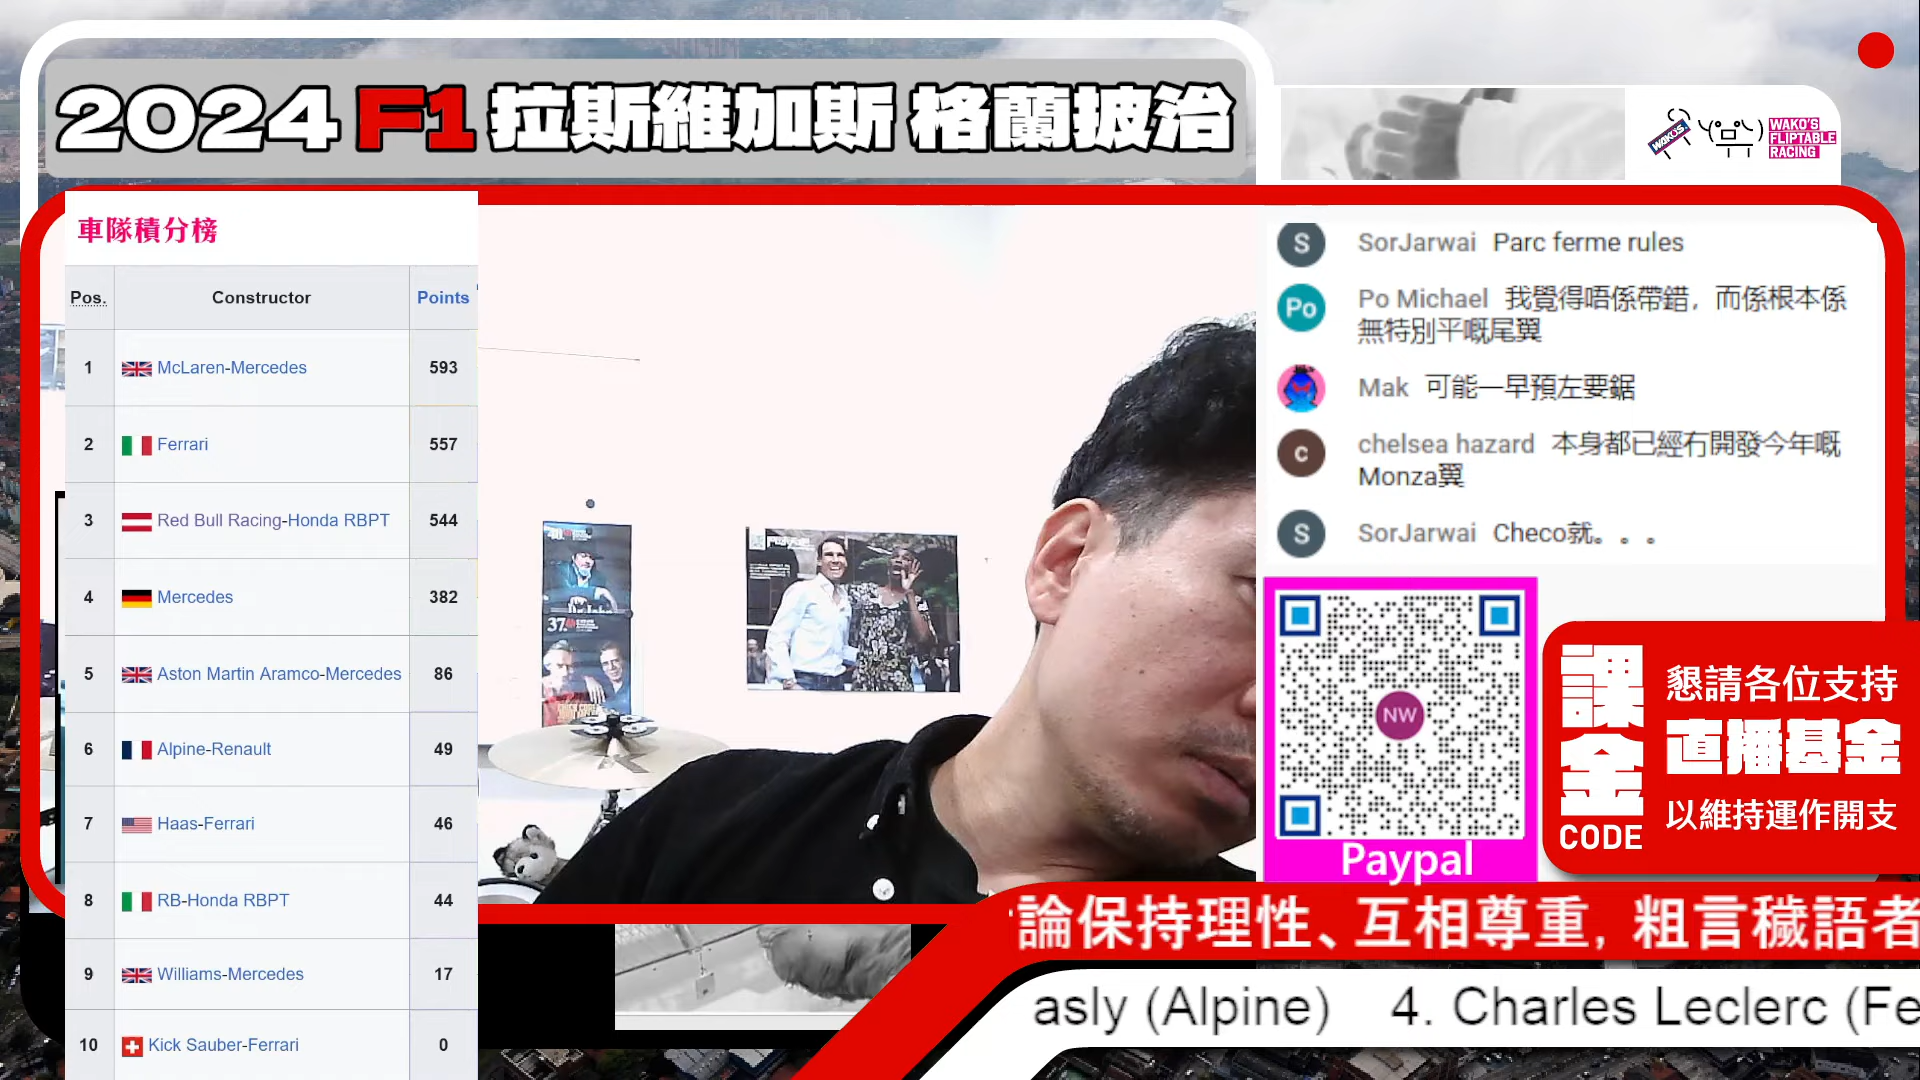 2024 F1 拉斯維加斯 格蘭披治
WAKO'S
WAKO'S
FLIPTABLE
RACING
車隊積分榜
Pos. Constructor Points
1 McLaren-Mercedes 593
2 Ferrari 557
3 Red Bull Racing-Honda RBPT 544
4 Mercedes 382
5 Aston Martin Aramco-Mercedes 86
6 Alpine-Renault 49
7 Haas-Ferrari 46
8 RB-Honda RBPT 44
9 Williams-Mercedes 17
10 Kick Sauber-Ferrari 0
37.
S SorJarwai Parc ferme rules
Po Po Michael 我覺得唔係帶錯，而係根本係
無特別平嘅尾翼
Mak 可能一早預左要鋸
c chelsea hazard 本身都已經冇開發今年嘅
Monza翼
S SorJarwai Checo就。。。
NW
Paypal
課金
CODE
懇請各位支持
直播基金
以維持運作開支
論保持理性、互相尊重，粗言穢語者
asly (Alpine) 4. Charles Leclerc (Fe